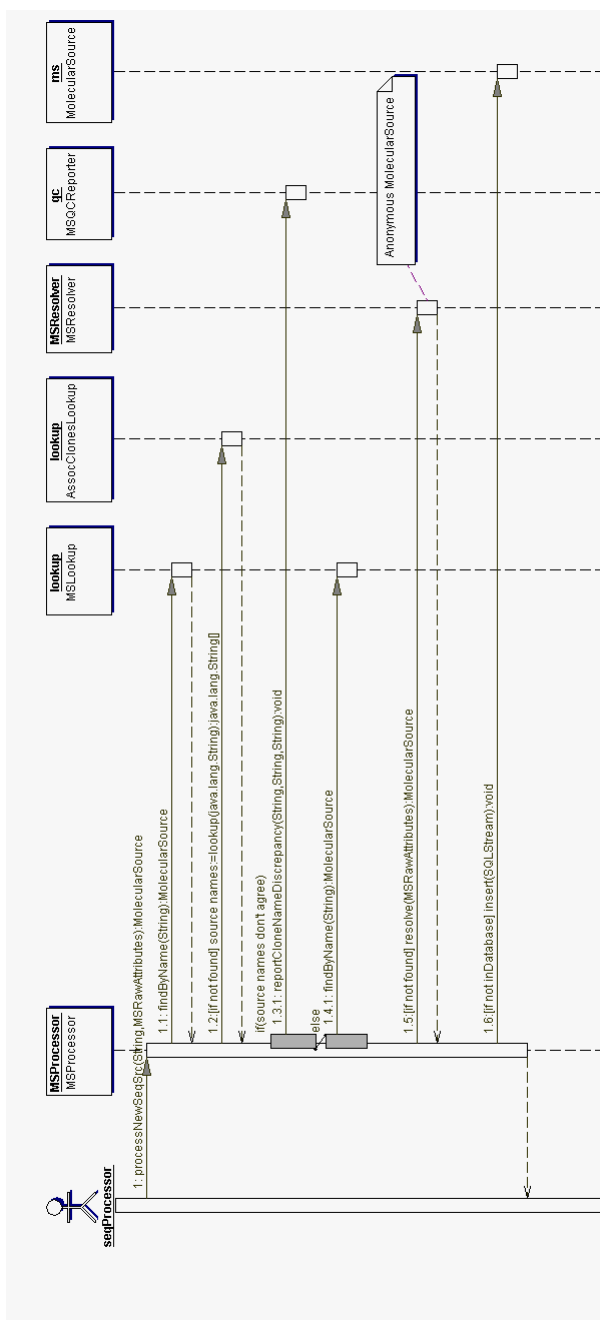 seqProcessor
MSProcessor
MSProcessor
lookup
MSLookup
lookup
AssocClonesLookup
MSResolver
MSResolver
qc
MSQCReporter
ms
MolecularSource
1: processNewSeqSrc(String,MSRawAttributes):MolecularSource
1.1: findByName(String):MolecularSource
1.2:[if not found] source names:=lookup(java.lang.String):java.lang.String[]
if(source names don't agree)
1.3.1: reportCloneNameDiscrepancy(String,String,String):void
else
1.4.1: findByName(String):MolecularSource
Anonymous MolecularSource
1.5:[if not found] resolve(MSRawAttributes):MolecularSource
1.6:[if not inDatabase] insert(SQLStream):void